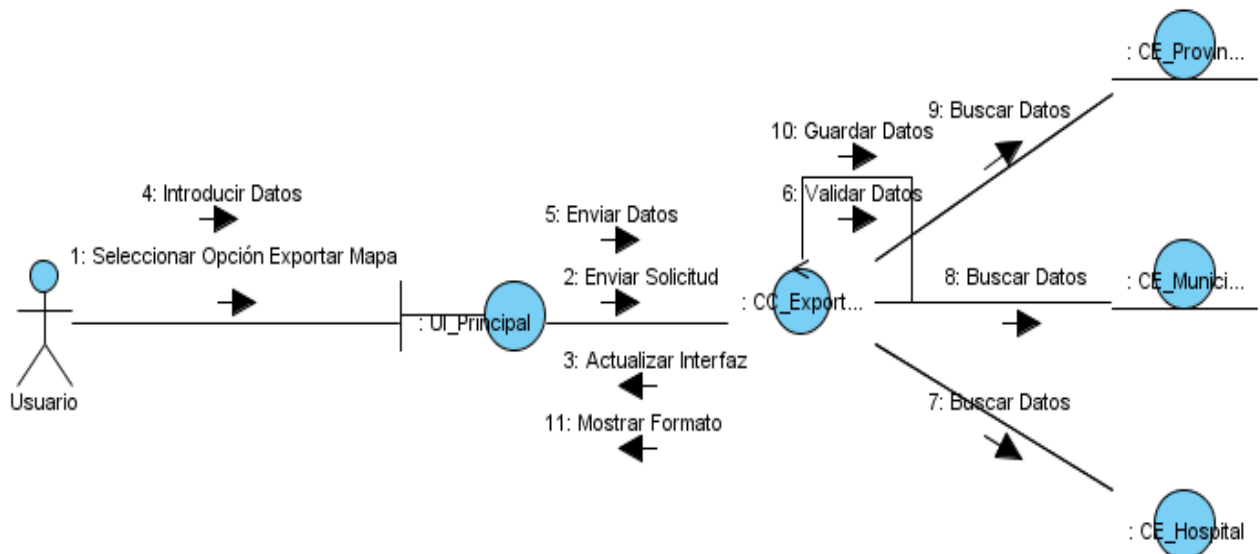 : CE_Provin...
9: Buscar Datos
10: Guardar Datos
4: Introducir Datos
6: Validar Datos
5: Enviar Datos
1: Seleccionar Opción Exportar Mapa
2: Enviar Solicitud
8: Buscar Datos
: CE_Munici...
: CC_Export...
: UI_Principal
3: Actualizar Interfaz
Usuario
7: Buscar Datos
11: Mostrar Formato
: CE_Hospital